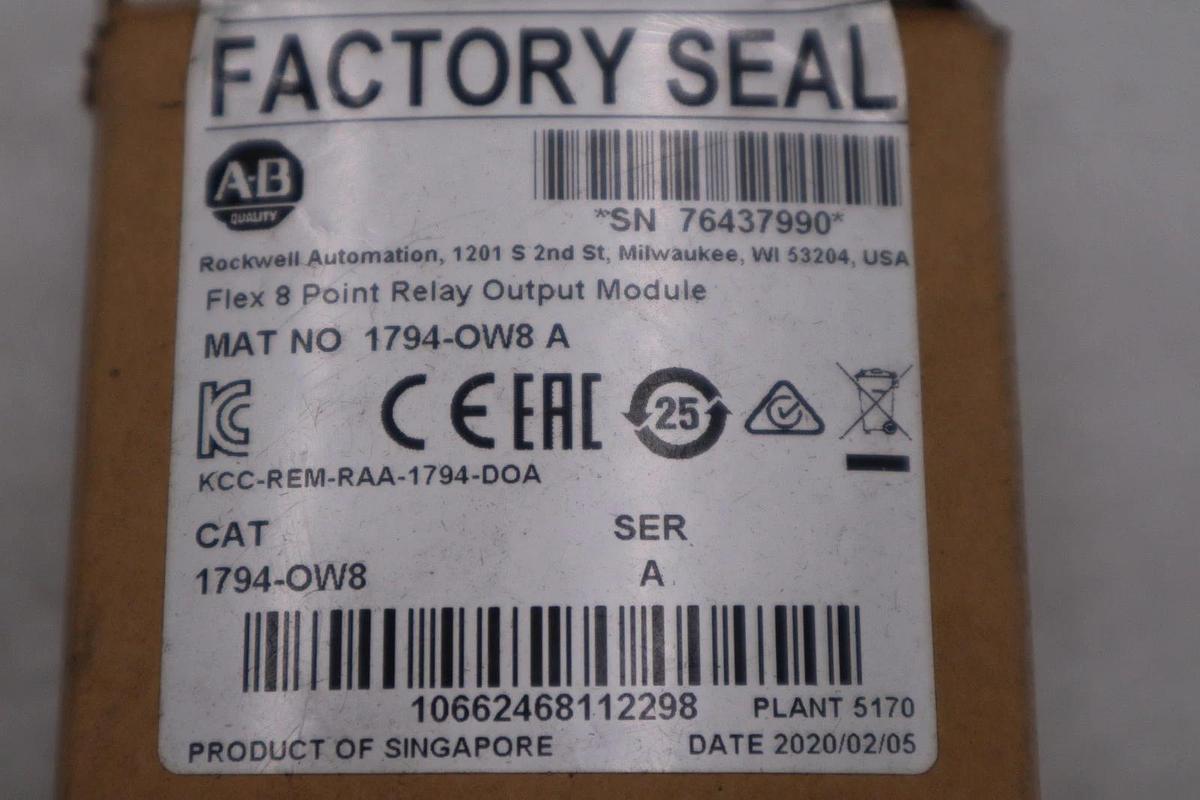 FACTORY SEAL
A-B
QUALITY
*SN 76437990*
Rockwell Automation, 1201 S 2nd St, Milwaukee, WI 53204, USA
Flex 8 Point Relay Output Module
MAT NO 1794-OW8 A
KC CE EAC 25
KCC-REM-RAA-1794-DOA
CAT SER
1794-OW8 A
10662468112298 PLANT 5170
PRODUCT OF SINGAPORE DATE 2020/02/05